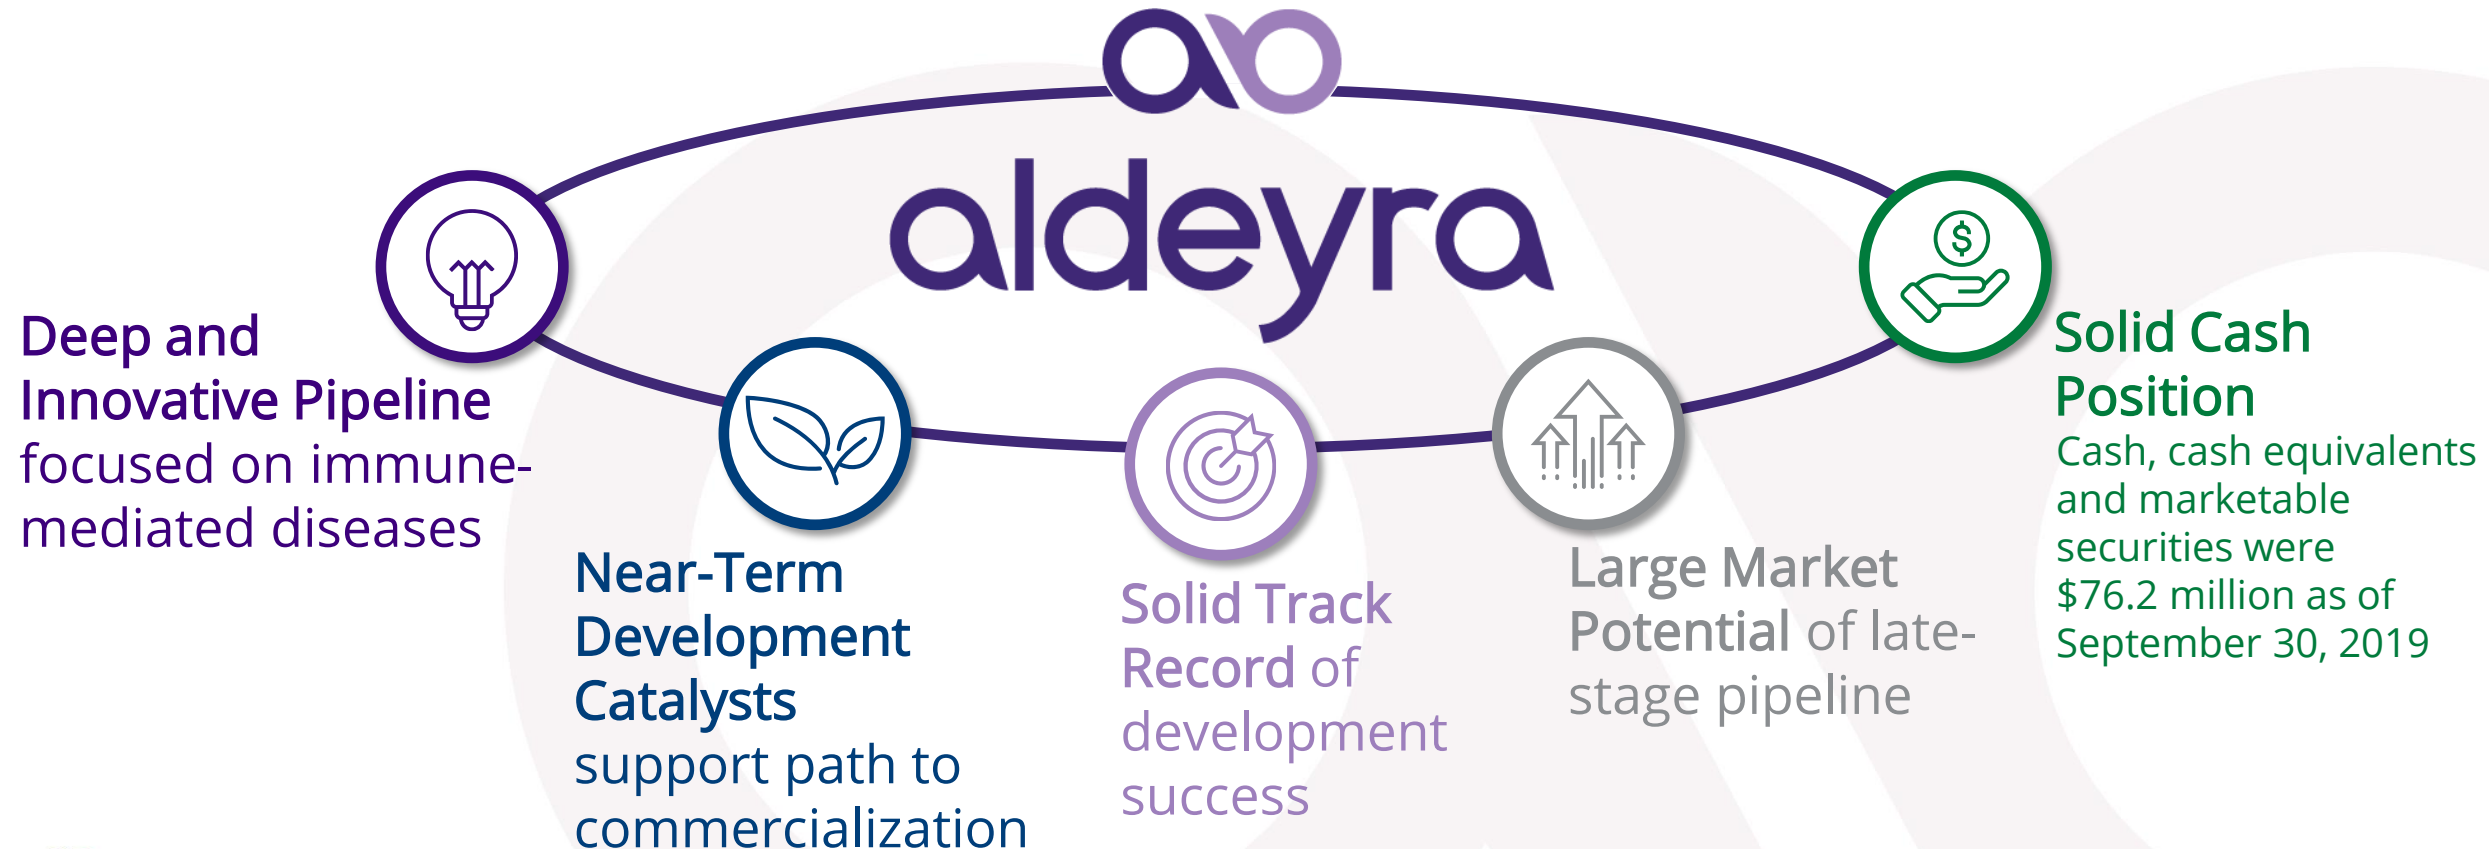 aldeyra
Deep and
Innovative Pipeline
focused on immune-
mediated diseases
Near-Term
Development
Catalysts
support path to
commercialization
Solid Track
Record of
development
success
Large Market
Potential of late-
stage pipeline
$
Solid Cash
Position
Cash, cash equivalents
and marketable
securities were
$76.2 million as of
September 30, 2019